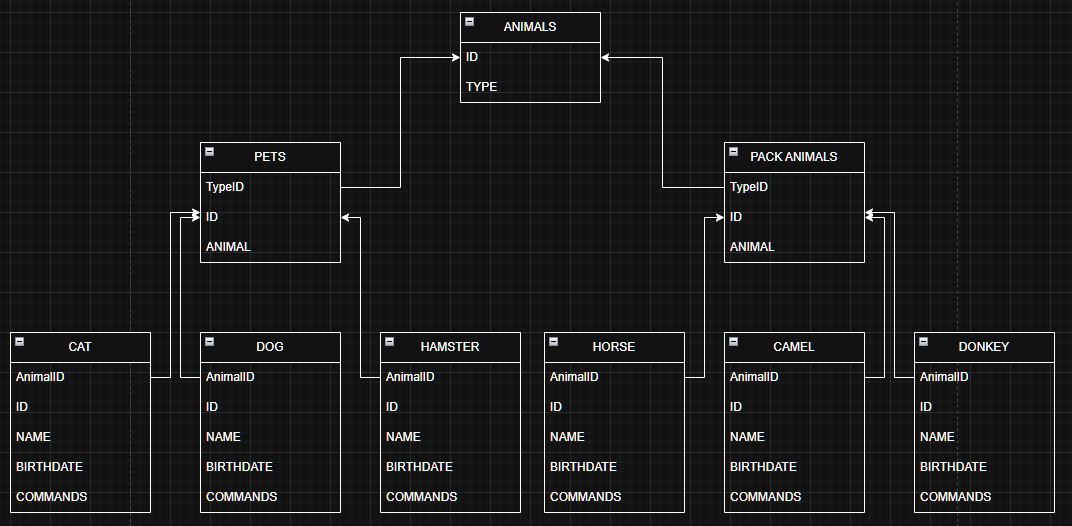 ANIMALS
ID
TYPE
PETS
TypeID
ID
ANIMAL
PACK ANIMALS
TypeID
ID
ANIMAL
CAT
AnimalID
ID
NAME
BIRTHDATE
COMMANDS
DOG
AnimalID
ID
NAME
BIRTHDATE
COMMANDS
HAMSTER
AnimalID
ID
NAME
BIRTHDATE
COMMANDS
HORSE
AnimalID
ID
NAME
BIRTHDATE
COMMANDS
CAMEL
AnimalID
ID
NAME
BIRTHDATE
COMMANDS
DONKEY
AnimalID
ID
NAME
BIRTHDATE
COMMANDS